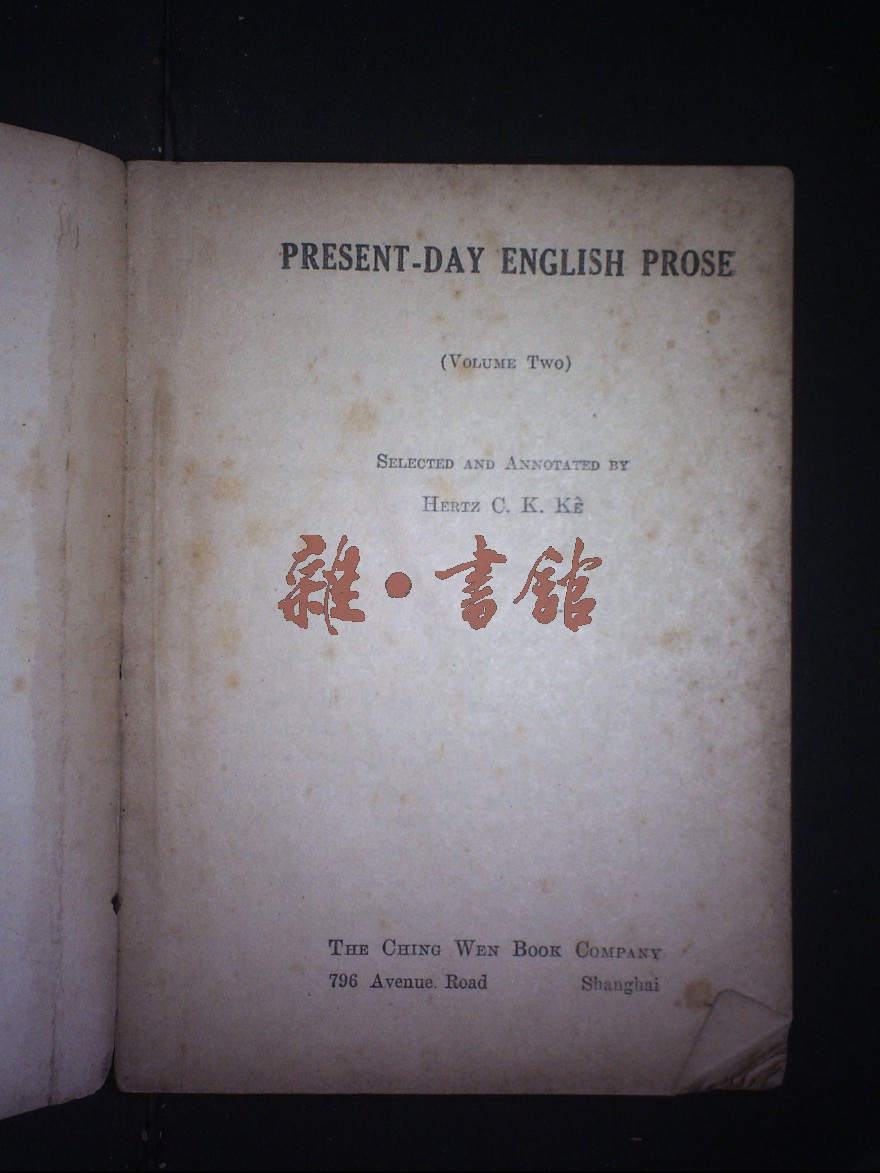 PRESENT-DAY ENGLISH PROSE
(VOLUME TWO)
SELECTED AND ANNOTATED BY
HERTZ C. K. KÊ
雜·書館
THE CHING WEN BOOK COMPANY
796 Avenue. Road Shanghai